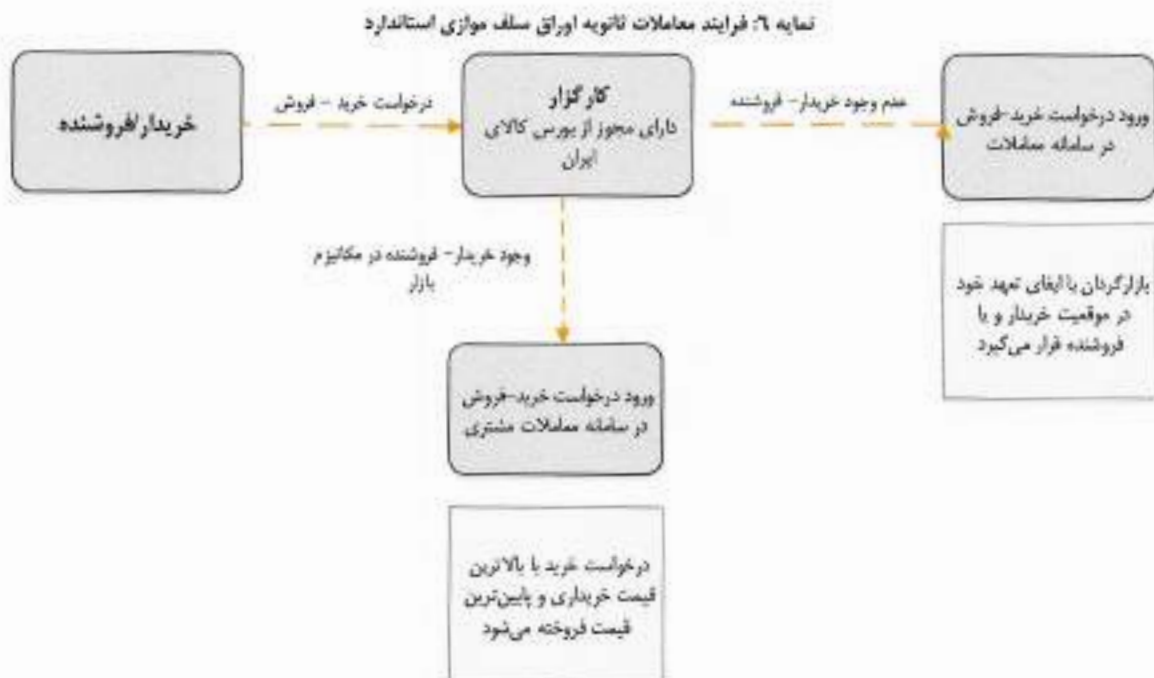 نمایه ٦: فرایند معاملات ثانویه اوراق سلف موازی استاندارد
خریدار/فروشنده
درخواست خرید - فروش
کارگزار
دارای مجوز از بورس کالای
ایران
عدم وجود خریدار- فروشنده
ورود درخواست خرید-فروش
در سامانه معاملات
وجود خریدار- فروشنده در مکانیزم
بازار
بازارگردان با ایفای تعهد خود
در موقعیت خریدار و یا
فروشنده قرار می‌گیرد
ورود درخواست خرید-فروش
در سامانه معاملات مشتری
درخواست خرید با بالاترین
قیمت خریداری و پایین‌ترین
قیمت فروخته می‌شود